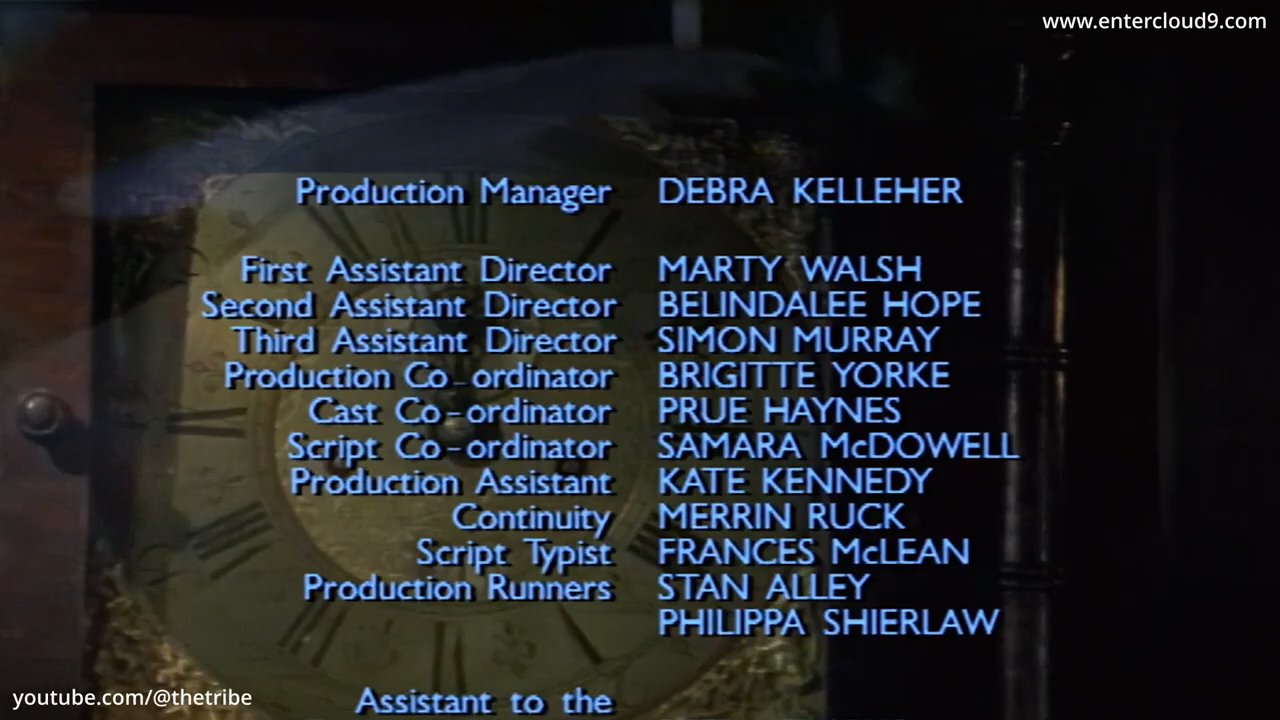 www.entercloud9.com
Production Manager DEBRA KELLEHER
First Assistant Director MARTY WALSH
Second Assistant Director BELINDALEE HOPE
Third Assistant Director SIMON MURRAY
Production Co-ordinator BRIGITTE YORKE
Cast Co-ordinator PRUE HAYNES
Script Co-ordinator SAMARA McDOWELL
Production Assistant KATE KENNEDY
Continuity MERRIN RUCK
Script Typist FRANCES McLEAN
Production Runners STAN ALLEY
PHILIPPA SHIERLAW
Assistant to the
youtube.com/@thetribe